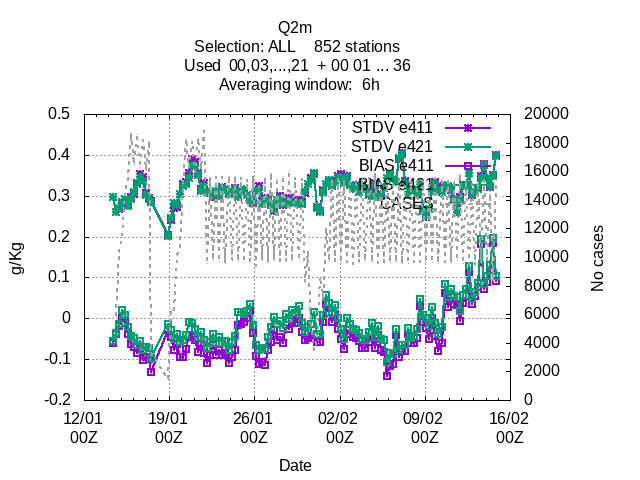 Q2m
Selection: ALL    852 stations
Used  00,03,...,21  + 00 01 ... 36
Averaging window:  6h
STDV e411
STDV e421
BIAS e411
BIAS e421
CASES
0.5
0.4
0.3
0.2
0.1
0
-0.1
-0.2
g/Kg
20000
18000
16000
14000
12000
10000
8000
6000
4000
2000
0
No cases
12/01 19/01 26/01 02/02 09/02 16/02
00Z 00Z 00Z 00Z 00Z 00Z
Date